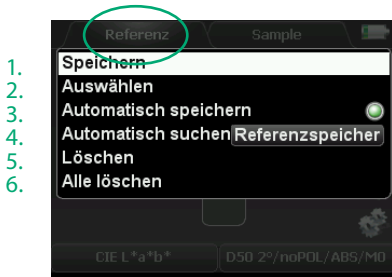 Referenz Sample
1. Speichern
2. Auswählen
3. Automatisch speichern
4. Automatisch suchen Referenzspeicher
5. Löschen
6. Alle löschen
CIE L*a*b* D50 2°/noPOL/ABS/M0